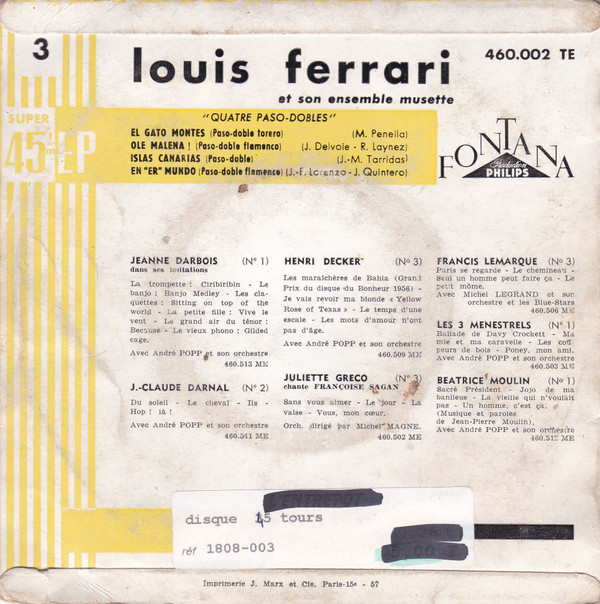 3
louis ferrari
460.002 TE
et son ensemble musette
SUPER
45 t/m EP
"QUATRE PASO-DOBLES"
EL GATO MONTES (Paso-doble torero) (M. Penella)
OLE MALENA ! (Paso-doble flamenco) (J. Delvoie - R. Laynez)
ISLAS CANARIAS (Paso-doble) (J.-M. Tarridas)
EN "ER" MUNDO (Paso-doble flamenco) (J.-F. Lorenzo - J. Quintero)
FONTANA
Production
PHILIPS
JEANNE DARBOIS (N° 1)
dans ses imitations
La trompette : Ciribiribin - Le
banjo : Banjo Medley - Les cla-
quettes : Sitting on top of the
world - La petite fille : Vive le
vent - Le grand air du ténor :
Because - Le vieux phono : Gilded
cage.
Avec André POPP et son orchestre
460.513 ME
J.-CLAUDE DARNAL (N° 2)
Du soleil - Le cheval - Ils -
Hop ! là !
Avec André POPP et son orchestre
460.511 ME
HENRI DECKER (N° 3)
Les maraîchères de Bahia (Grand
Prix du disque du Bonheur 1956) -
Je vais revoir ma blonde « Yellow
Rose of Texas » - Le temps d'une
escale - Les mots d'amour n'ont
pas d'âge.
Avec André POPP et son orchestre
460.509 ME
JULIETTE GRECO (N° 3)
chante FRANÇOISE SAGAN
Sans vous aimer - Le jour - La
valse - Vous, mon cœur.
Orch. dirigé par Michel MAGNE.
460.502 ME
FRANCIS LEMARQUE (N° 3)
Paris se regarde - Le chemineau -
Seul un homme peut faire ça - Le
petit môme.
Avec Michel LEGRAND et son
orchestre et les Blue-Stars
460.506 ME
LES 3 MENESTRELS (N° 1)
Ballade de Davy Crockett - Ma
mie et ma caravelle - Les cou-
peurs de bois - Poney, mon ami.
Avec André POPP et son orchestre
460.503 ME
BEATRICE MOULIN (N° 1)
Sacré Président - Jojo de ma
banlieue - La vieille qui n'voulait
pas - Un homme, c'est ça.
(Musique et paroles
de Jean-Pierre Moulin).
Avec André POPP et son orchestre
460.512 ME
ENTREPOT
disque 45 tours
réf 1808-003
Imprimerie J. Marx et Cie, Paris-15e - 57